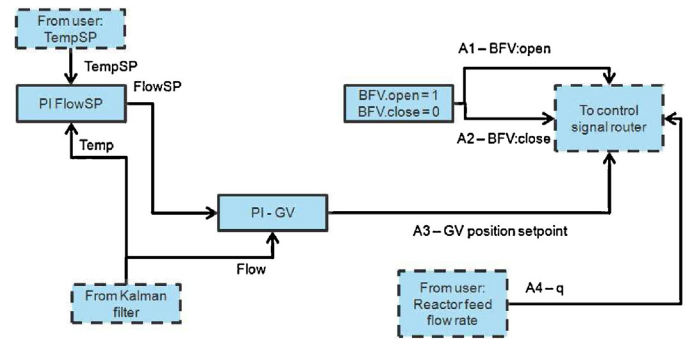 From user:
TempSP
TempSP
FlowSP
PI FlowSP
Temp
A1 – BFV:open
BFV.open = 1
BFV.close = 0
A2 – BFV:close
To control
signal router
PI - GV
A3 – GV position setpoint
Flow
From Kalman
filter
From user:
Reactor feed
flow rate
A4 – q